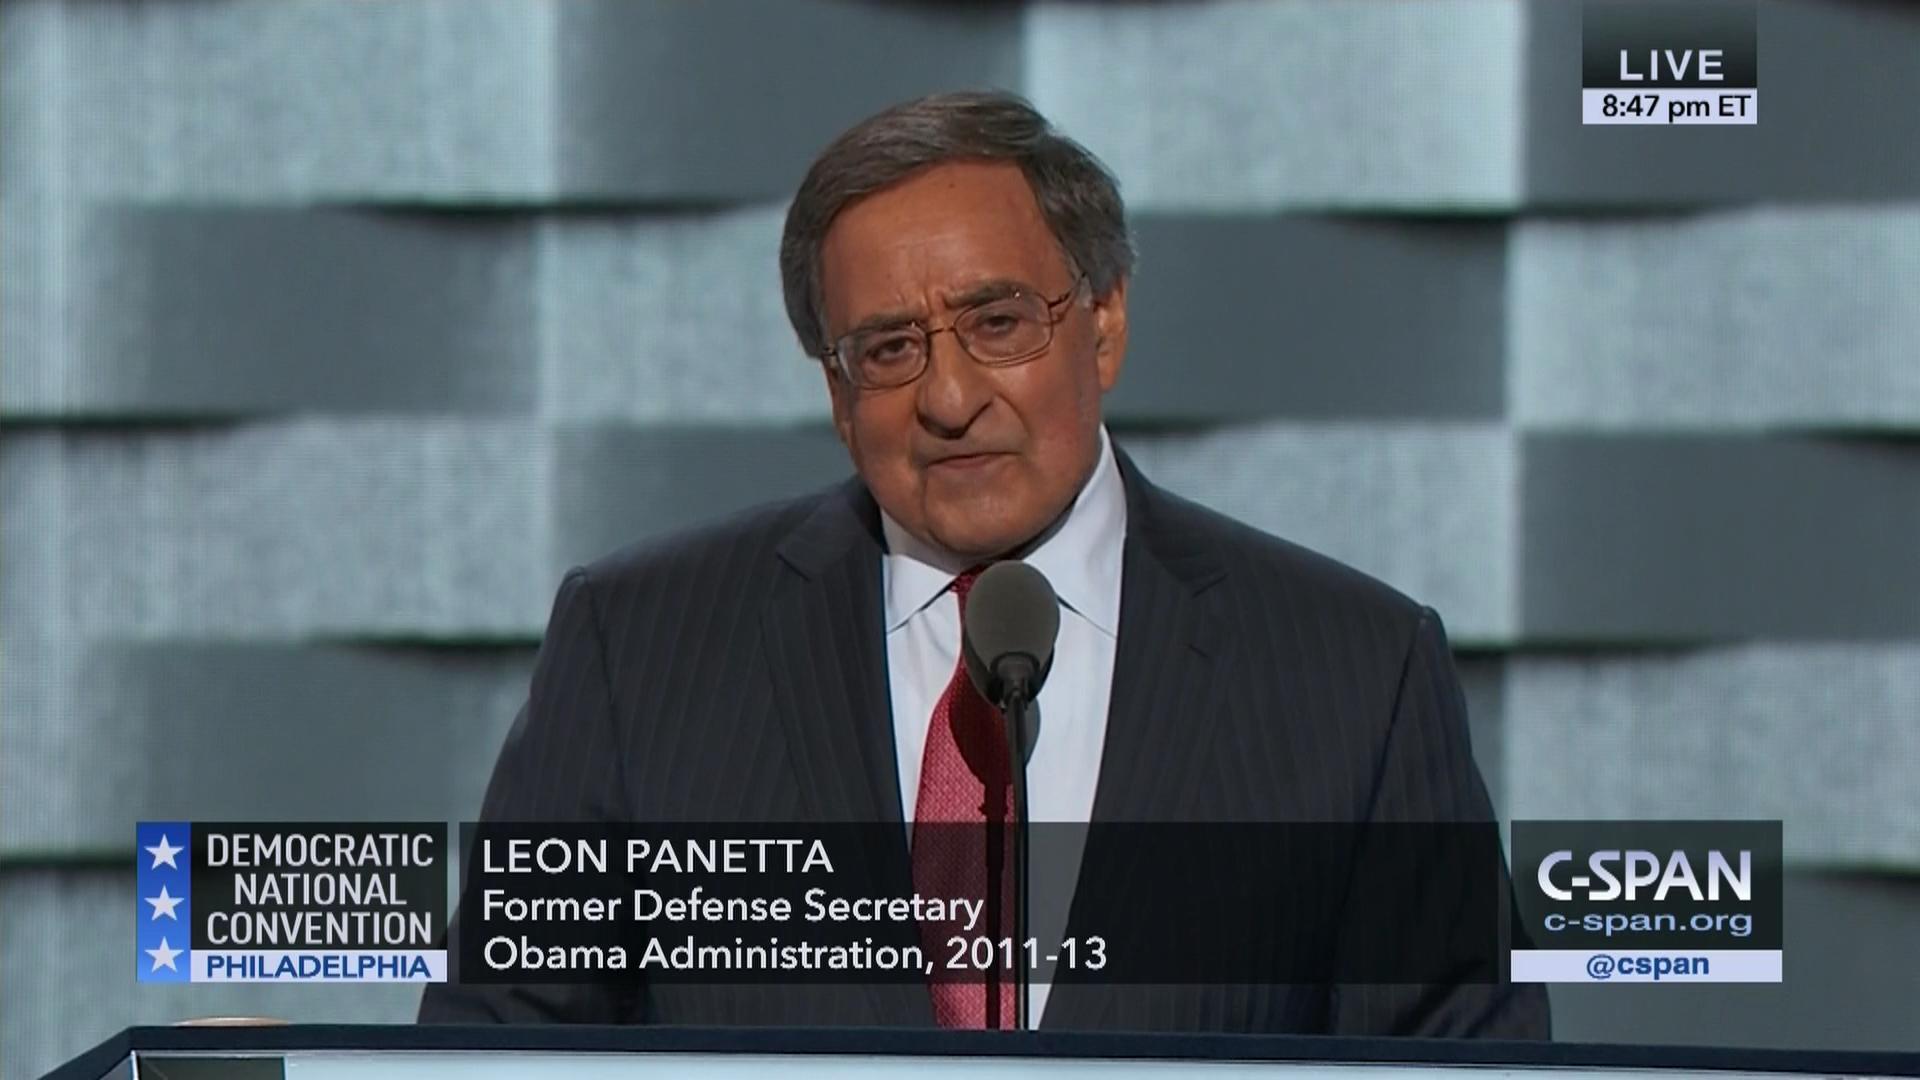 LIVE
8:47 pm ET
DEMOCRATIC
NATIONAL
CONVENTION
PHILADELPHIA
LEON PANETTA
Former Defense Secretary
Obama Administration, 2011-13
C-SPAN
c-span.org
@cspan